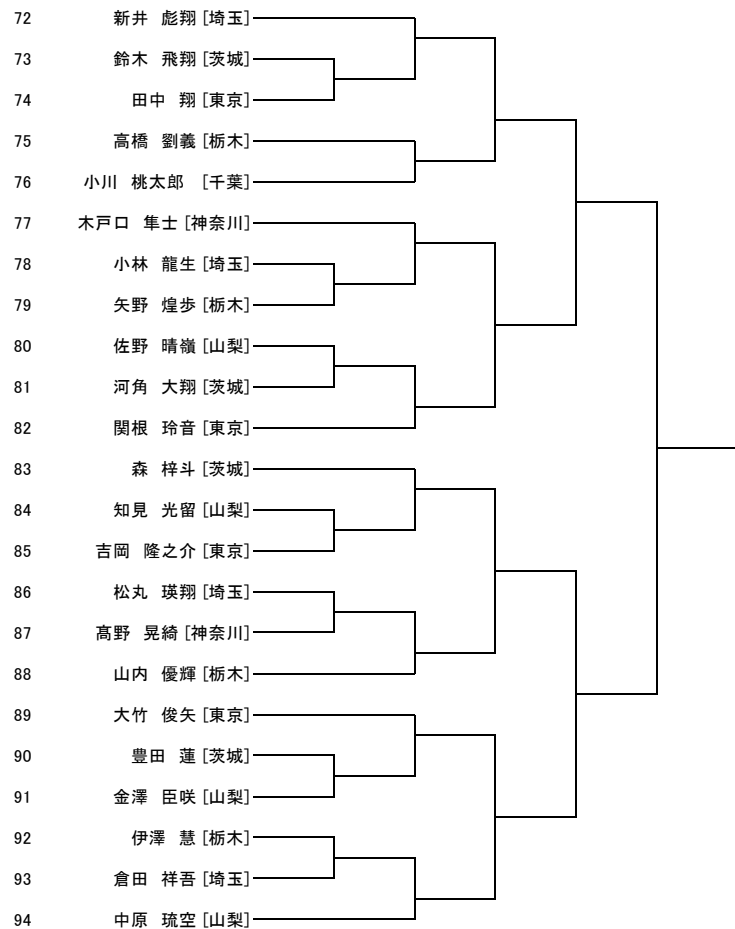 72 新井 彪翔 [埼玉]
73 鈴木 飛翔 [茨城]
74 田中 翔 [東京]
75 高橋 劉義 [栃木]
76 小川 桃太郎 [千葉]
77 木戸口 隼士 [神奈川]
78 小林 龍生 [埼玉]
79 矢野 煌歩 [栃木]
80 佐野 晴嶺 [山梨]
81 河角 大翔 [茨城]
82 関根 玲音 [東京]
83 森 梓斗 [茨城]
84 知見 光留 [山梨]
85 吉岡 隆之介 [東京]
86 松丸 瑛翔 [埼玉]
87 髙野 晃綺 [神奈川]
88 山内 優輝 [栃木]
89 大竹 俊矢 [東京]
90 豊田 蓮 [茨城]
91 金澤 臣咲 [山梨]
92 伊澤 慧 [栃木]
93 倉田 祥吾 [埼玉]
94 中原 琉空 [山梨]